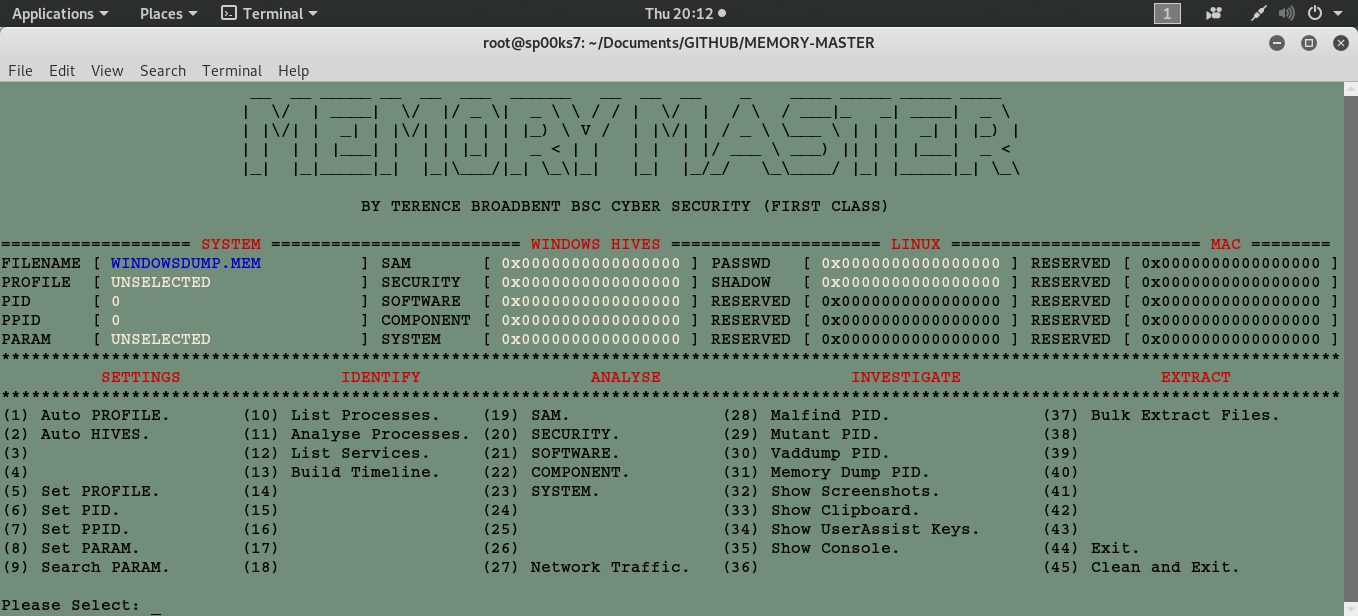 Applications Places Terminal Thu 20:12 1
root@sp00ks7: ~/Documents/GITHUB/MEMORY-MASTER
File Edit View Search Terminal Help
MEMORY MASTER
BY TERENCE BROADBENT BSC CYBER SECURITY (FIRST CLASS)
=================== SYSTEM ========================= WINDOWS HIVES ===================== LINUX ========================= MAC ========
FILENAME [ WINDOWSDUMP.MEM ] SAM [ 0x0000000000000000 ] PASSWD [ 0x0000000000000000 ] RESERVED [ 0x0000000000000000 ]
PROFILE [ UNSELECTED ] SECURITY [ 0x0000000000000000 ] SHADOW [ 0x0000000000000000 ] RESERVED [ 0x0000000000000000 ]
PID [ 0 ] SOFTWARE [ 0x0000000000000000 ] RESERVED [ 0x0000000000000000 ] RESERVED [ 0x0000000000000000 ]
PPID [ 0 ] COMPONENT [ 0x0000000000000000 ] RESERVED [ 0x0000000000000000 ] RESERVED [ 0x0000000000000000 ]
PARAM [ UNSELECTED ] SYSTEM [ 0x0000000000000000 ] RESERVED [ 0x0000000000000000 ] RESERVED [ 0x0000000000000000 ]
**************************************************************************************************************************************
SETTINGS IDENTIFY ANALYSE INVESTIGATE EXTRACT
**************************************************************************************************************************************
(1) Auto PROFILE. (10) List Processes. (19) SAM. (28) Malfind PID. (37) Bulk Extract Files.
(2) Auto HIVES. (11) Analyse Processes. (20) SECURITY. (29) Mutant PID. (38)
(3) (12) List Services. (21) SOFTWARE. (30) Vaddump PID. (39)
(4) (13) Build Timeline. (22) COMPONENT. (31) Memory Dump PID. (40)
(5) Set PROFILE. (14) (23) SYSTEM. (32) Show Screenshots. (41)
(6) Set PID. (15) (24) (33) Show Clipboard. (42)
(7) Set PPID. (16) (25) (34) Show UserAssist Keys. (43)
(8) Set PARAM. (17) (26) (35) Show Console. (44) Exit.
(9) Search PARAM. (18) (27) Network Traffic. (36) (45) Clean and Exit.
Please Select: _